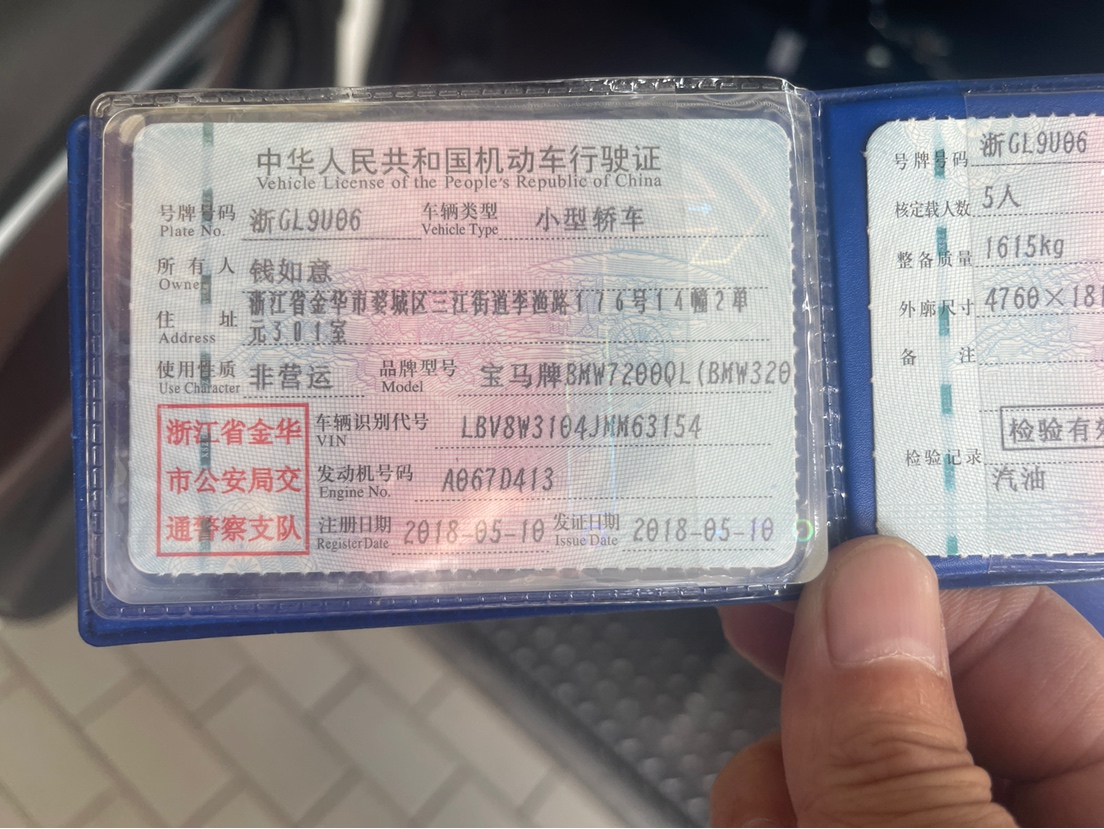 中华人民共和国机动车行驶证
Vehicle License of the People's Republic of China
号牌号码 浙GL9U06 车辆类型 小型轿车
Plate No. Vehicle Type
所有人 钱如意
Owner
住址 浙江省金华市婺城区三江街道李渔路176号14幢2单
Address 元301室
使用性质 非营运 品牌型号 宝马牌BMW7200QL(BMW320
Use Character Model
浙江省金华
市公安局交
通警察支队
车辆识别代号 LBV8W3104JMM63154
VIN
发动机号码 A067D413
Engine No.
注册日期 2018-05-10 发证日期 2018-05-10
Register Date Issue Date
号牌号码 浙GL9U06
核定载人数 5人
整备质量 1615kg
外廓尺寸 4760×181
备注
检验有效
检验记录
汽油